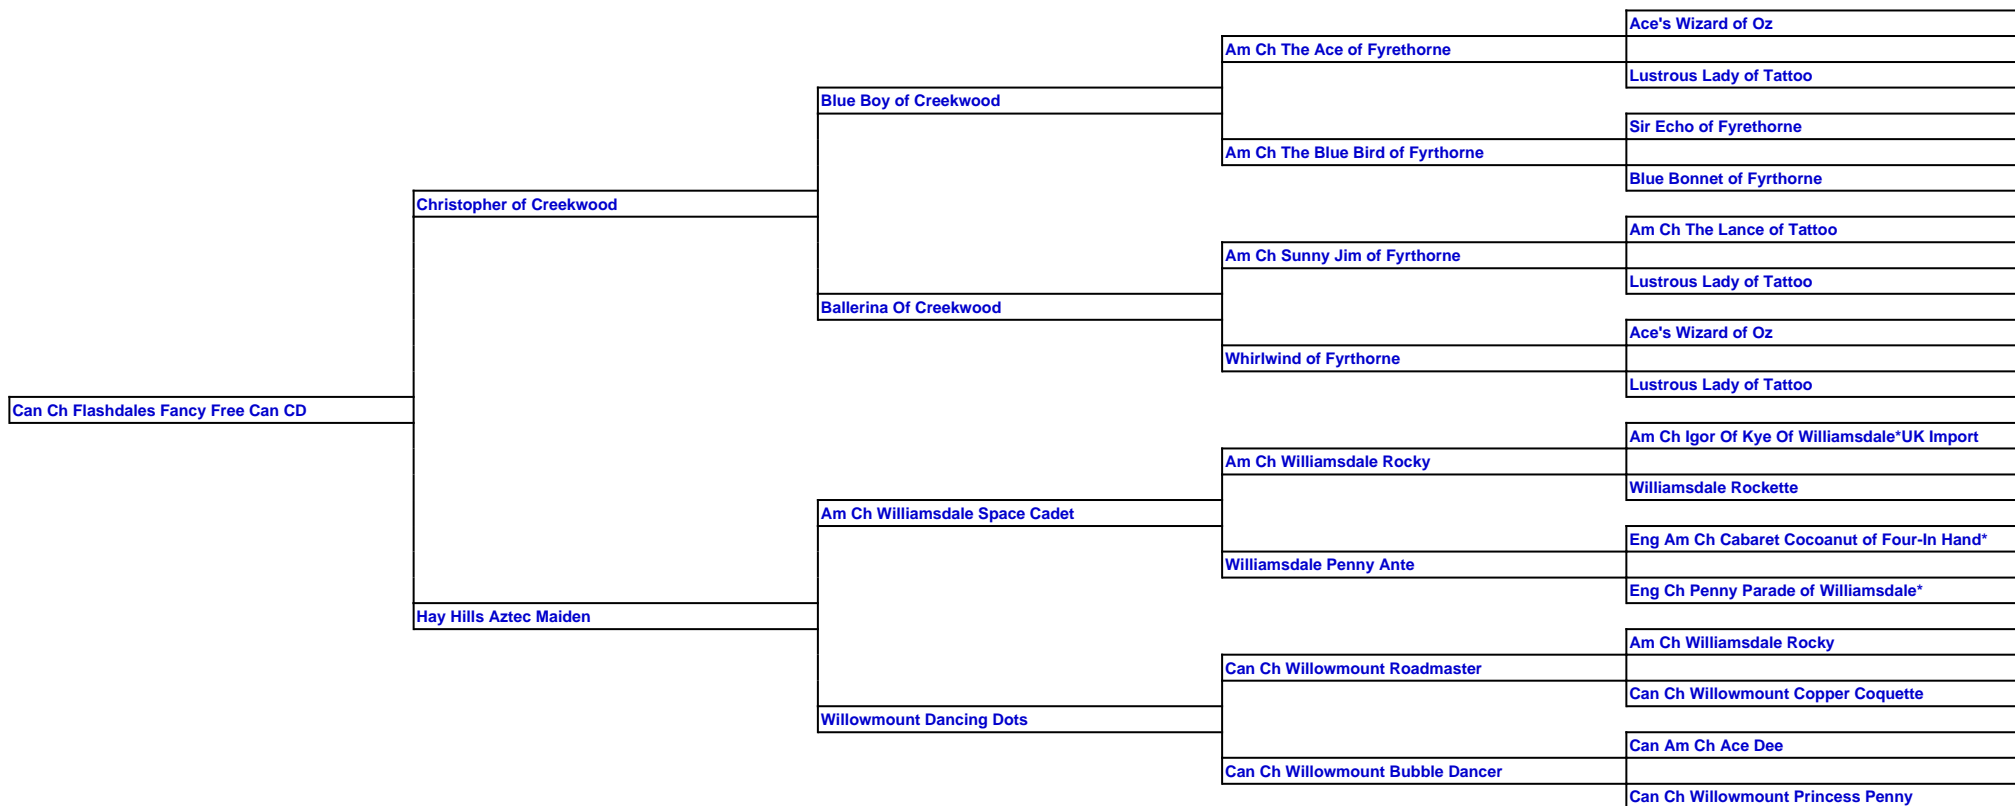 Ace's Wizard of Oz
Am Ch The Ace of Fyrethorne
Lustrous Lady of Tattoo
Blue Boy of Creekwood
Sir Echo of Fyrethorne
Am Ch The Blue Bird of Fyrthorne
Blue Bonnet of Fyrthorne
Christopher of Creekwood
Am Ch The Lance of Tattoo
Am Ch Sunny Jim of Fyrthorne
Lustrous Lady of Tattoo
Ballerina Of Creekwood
Ace's Wizard of Oz
Whirlwind of Fyrthorne
Lustrous Lady of Tattoo
Can Ch Flashdales Fancy Free Can CD
Am Ch Igor Of Kye Of Williamsdale*UK Import
Am Ch Williamsdale Rocky
Williamsdale Rockette
Am Ch Williamsdale Space Cadet
Eng Am Ch Cabaret Cocoanut of Four-In Hand*
Williamsdale Penny Ante
Eng Ch Penny Parade of Williamsdale*
Hay Hills Aztec Maiden
Am Ch Williamsdale Rocky
Can Ch Willowmount Roadmaster
Can Ch Willowmount Copper Coquette
Willowmount Dancing Dots
Can Am Ch Ace Dee
Can Ch Willowmount Bubble Dancer
Can Ch Willowmount Princess Penny